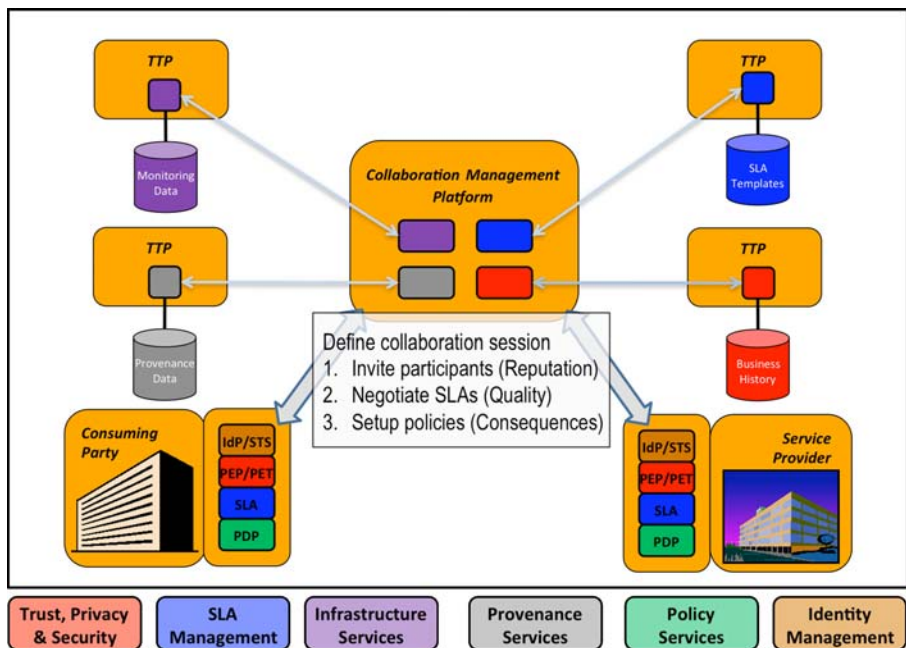 TTP
Monitoring
Data
TTP
SLA
Templates
Collaboration Management
Platform
TTP
Provenance
Data
TTP
Business
History
Define collaboration session
1. Invite participants (Reputation)
2. Negotiate SLAs (Quality)
3. Setup policies (Consequences)
Consuming
Party
IdP/STS
PEP/PET
SLA
PDP
IdP/STS
PEP/PET
SLA
PDP
Service
Provider
Trust, Privacy
& Security
SLA
Management
Infrastructure
Services
Provenance
Services
Policy
Services
Identity
Management